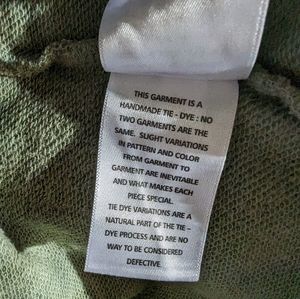 THIS GARMENT IS A
HANDMADE TIE - DYE : NO
TWO GARMENTS ARE THE
SAME. SLIGHT VARIATIONS
IN PATTERN AND COLOR
FROM GARMENT TO
GARMENT ARE INEVITABLE
AND WHAT MAKES EACH
PIECE SPECIAL.
TIE DYE VARIATIONS ARE A
NATURAL PART OF THE TIE –
DYE PROCESS AND ARE NO
WAY TO BE CONSIDERED
DEFECTIVE.